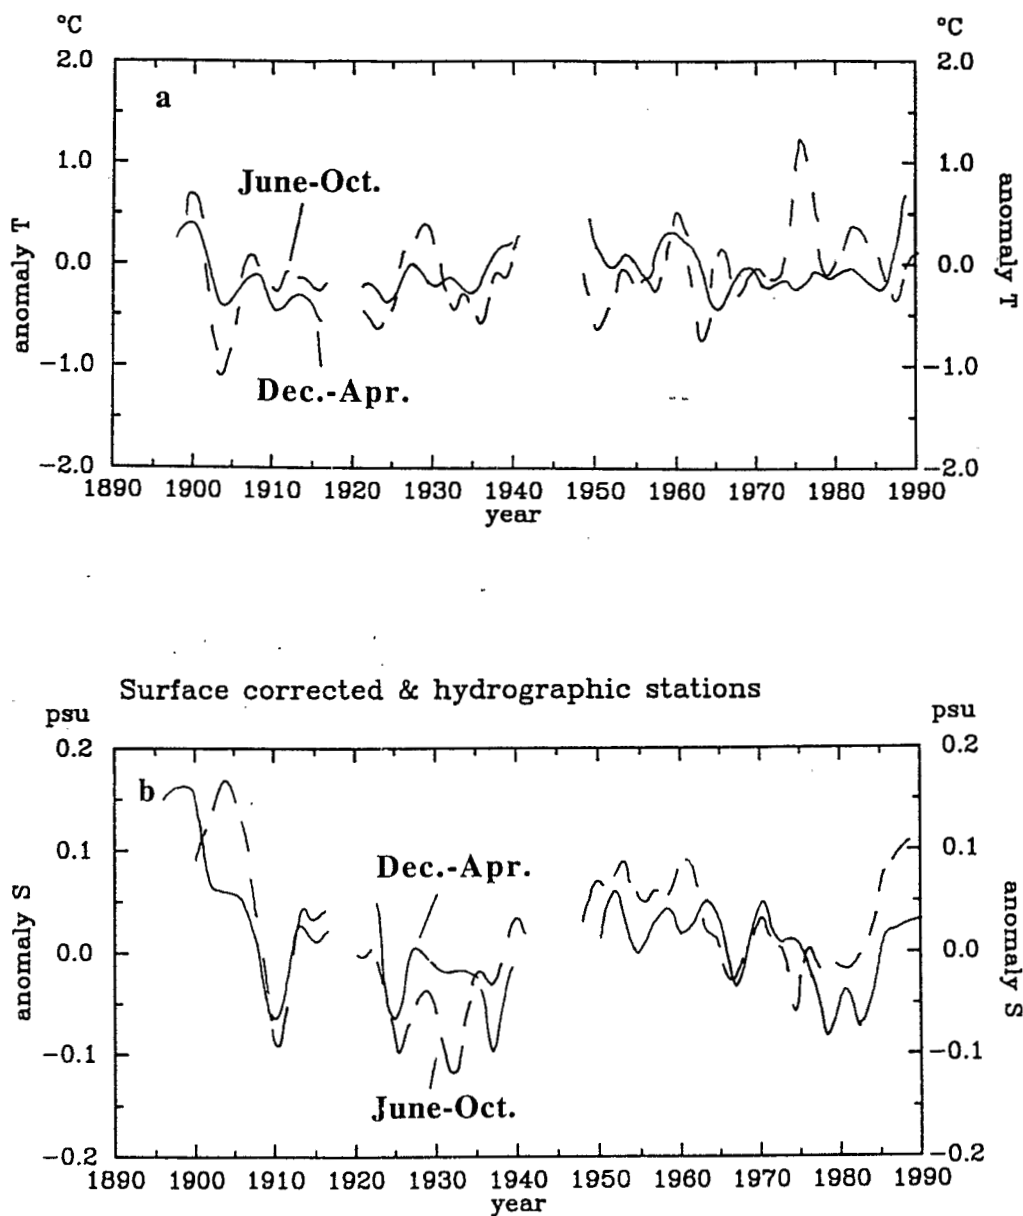 °C °C
2.0 2.0
a
1.0 1.0
June-Oct.
anomaly T anomaly T
0.0 0.0
−1.0 −1.0
Dec.-Apr.
−2.0 −2.0
1890 1900 1910 1920 1930 1940 1950 1960 1970 1980 1990
year
Surface corrected & hydrographic stations
psu psu
0.2 0.2
b
0.1 0.1
Dec.-Apr.
anomaly S anomaly S
0.0 0.0
−0.1 −0.1
June-Oct.
−0.2 −0.2
1890 1900 1910 1920 1930 1940 1950 1960 1970 1980 1990
year